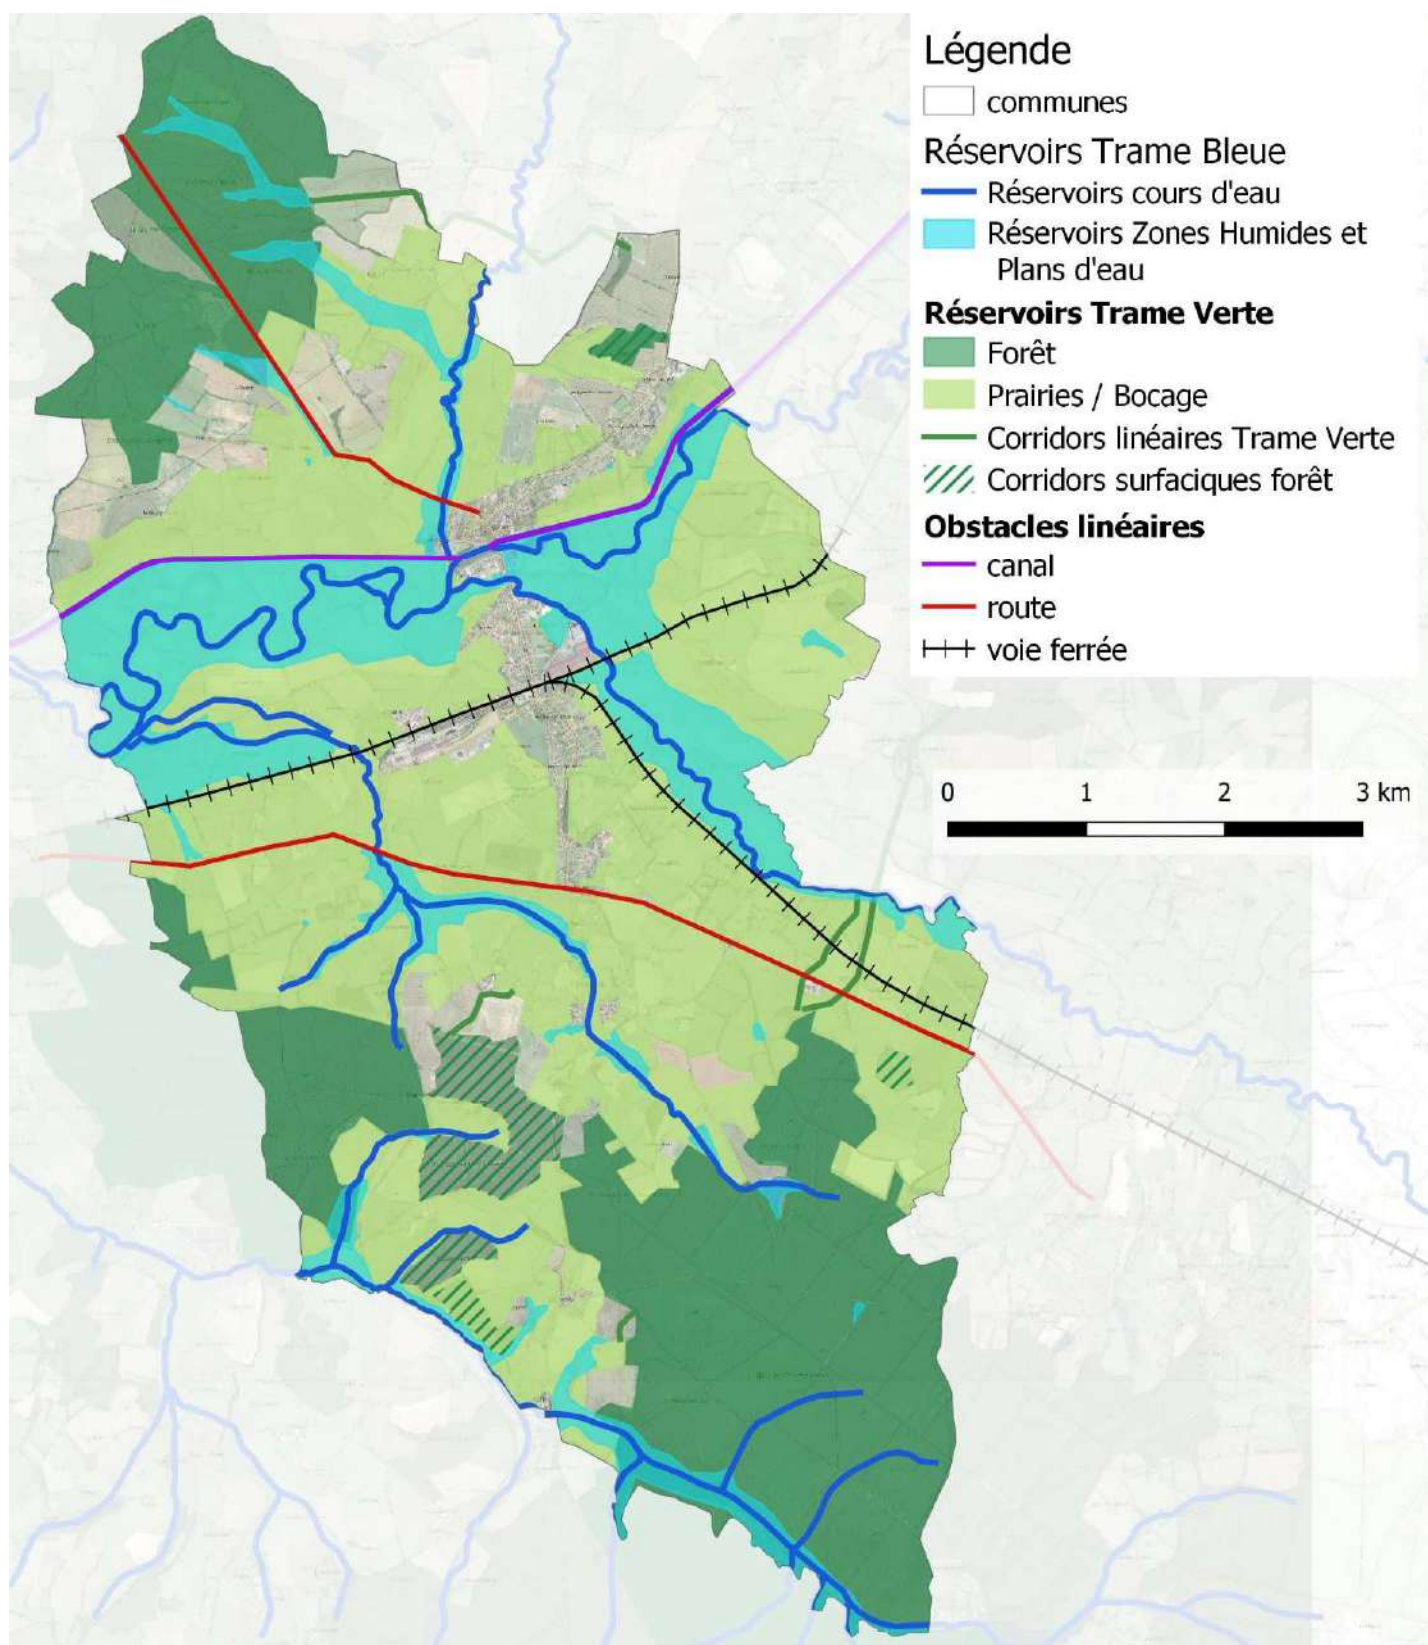 Légende
communes
Réservoirs Trame Bleue
Réservoirs cours d'eau
Réservoirs Zones Humides et
Plans d'eau
Réservoirs Trame Verte
Forêt
Prairies / Bocage
Corridors linéaires Trame Verte
Corridors surfaciques forêt
Obstacles linéaires
canal
route
voie ferrée
0 1 2 3 km